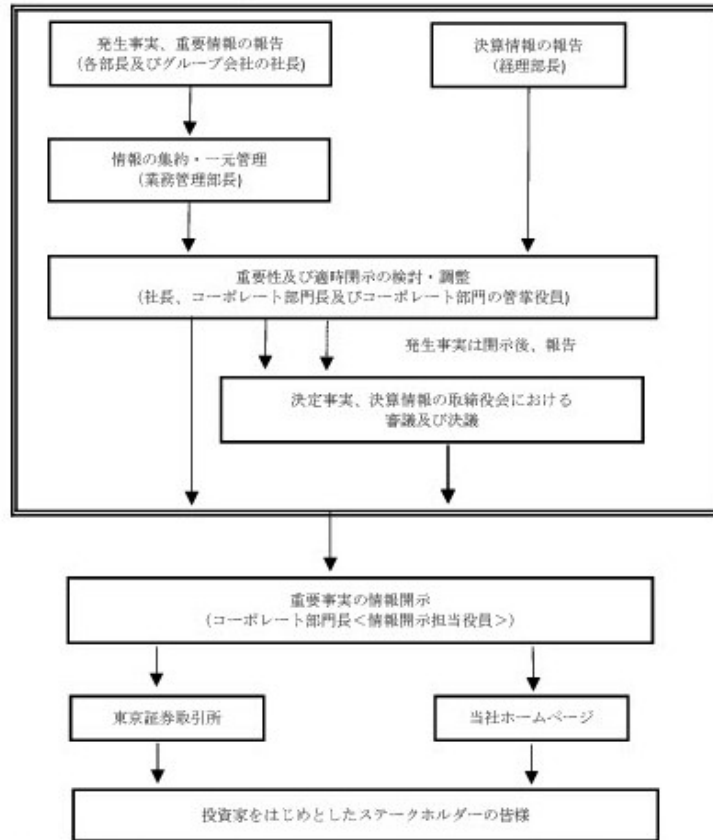 発生事実、重要情報の報告
(各部長及びグループ会社の社長)
決算情報の報告
(経理部長)
情報の集約・一元管理
(業務管理部長)
重要性及び適時開示の検討・調整
(社長、コーポレート部門長及びコーポレート部門の管掌役員)
発生事実は開示後、報告
決定事実、決算情報の取締役会における
審議及び決議
重要事実の情報開示
(コーポレート部門長<情報開示担当役員>)
東京証券取引所
当社ホームページ
投資家をはじめとしたステークホルダーの皆様